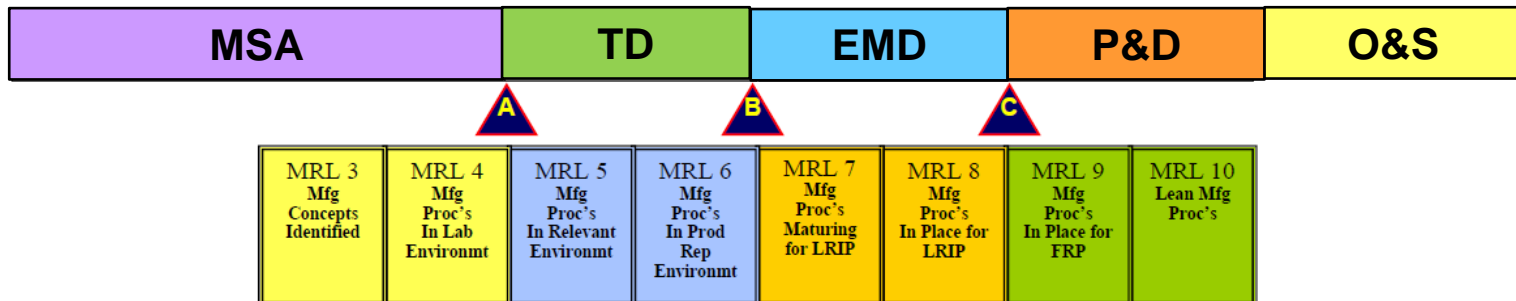 MSA TD EMD P&D O&S
A B C
MRL 3
Mfg
Concepts
Identified
MRL 4
Mfg
Proc's
In Lab
Environmt
MRL 5
Mfg
Proc's
In Relevant
Environmt
MRL 6
Mfg
Proc's
In Prod
Rep
Environmt
MRL 7
Mfg
Proc's
Maturing
for LRIP
MRL 8
Mfg
Proc's
In Place for
LRIP
MRL 9
Mfg
Proc's
In Place for
FRP
MRL 10
Lean Mfg
Proc's